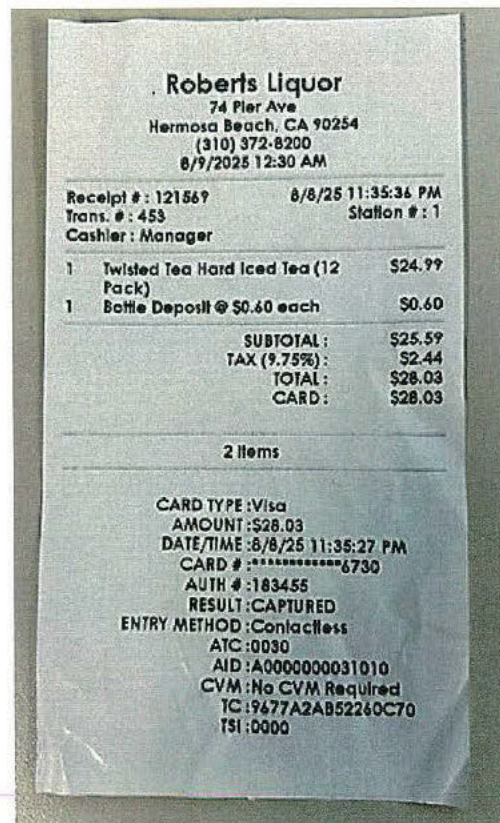 Roberts Liquor
74 Pier Ave
Hermosa Beach, CA 90254
(310) 372-8200
8/9/2025 12:30 AM
Receipt # : 121569 8/8/25 11:35:36 PM
Trans. # : 453 Station # : 1
Cashier : Manager
1 Twisted Tea Hard Iced Tea (12 $24.99
Pack)
1 Bottle Deposit @ $0.60 each $0.60
SUBTOTAL : $25.59
TAX (9.75%) : $2.44
TOTAL : $28.03
CARD : $28.03
2 Items
CARD TYPE :Visa
AMOUNT :$28.03
DATE/TIME :8/8/25 11:35:27 PM
CARD # :************6730
AUTH # :183455
RESULT :CAPTURED
ENTRY METHOD :Contactless
ATC :0030
AID :A0000000031010
CVM :No CVM Required
TC :9677A2AB52260C70
TSI :0000